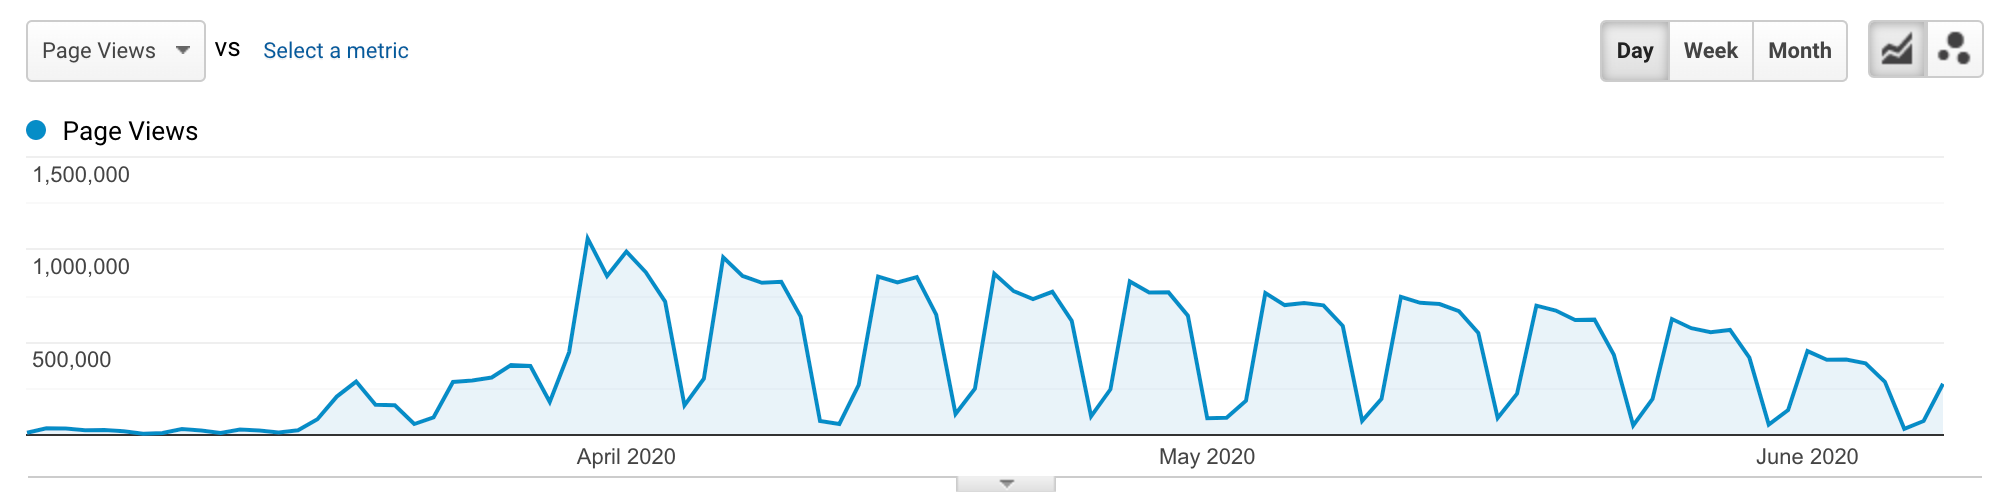 Page Views vs Select a metric Day Week Month
Page Views
1,500,000
1,000,000
500,000
April 2020 May 2020 June 2020